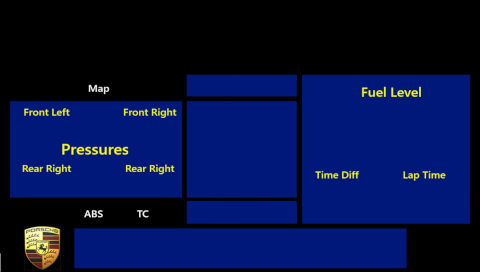 Map
Fuel Level
Front Left
Front Right
Pressures
Rear Right
Rear Right
Time Diff
Lap Time
ABS
TC
PORSCHE